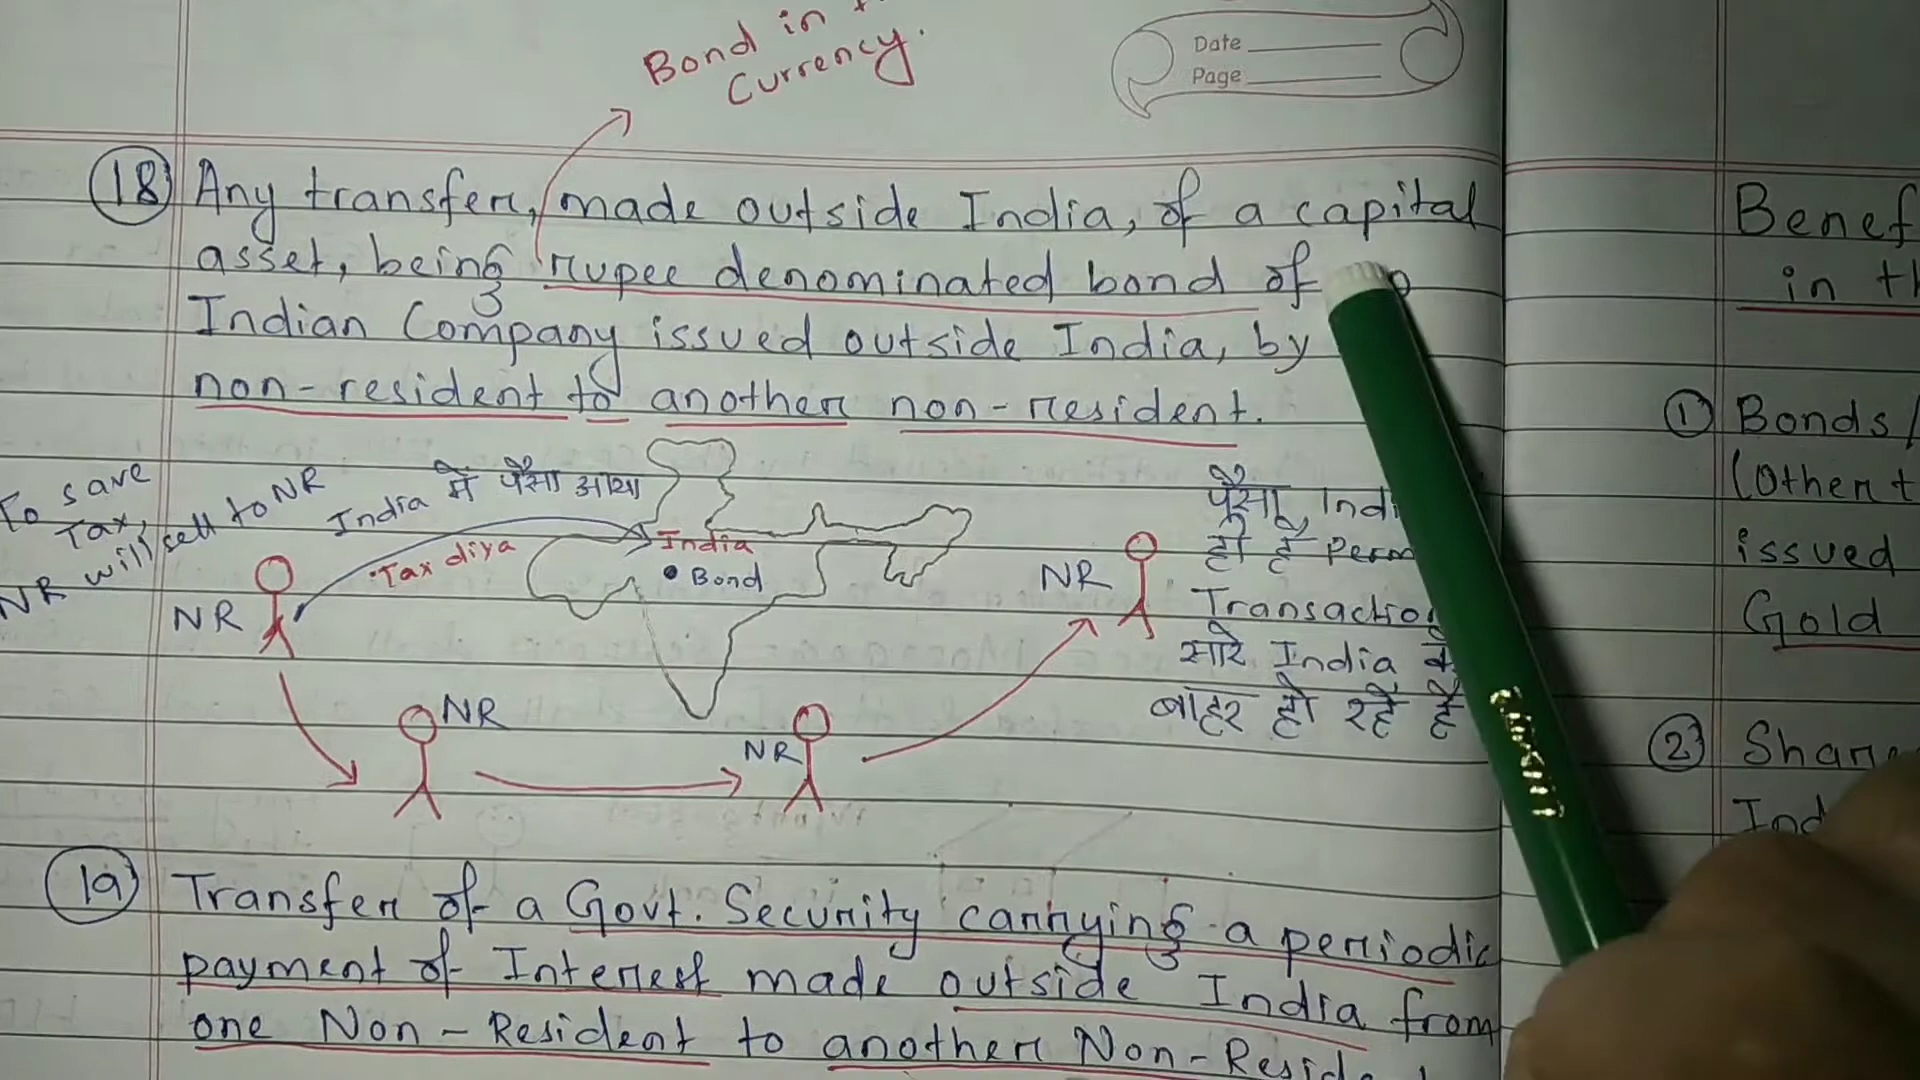 Bond in
Currency.
Date
Page
18 Any transfer, made outside India, of a capital
asset, being rupee denominated bond of
Indian Company issued outside India, by
non-resident to another non-resident.
To save
Tax,
NR will sell to NR
India में पैसा आया
Tax diya
India
Bond
NR
NR
NR
NR
पैसा
ही है
Transaction
सारे India
बाहर हो रहे है
19 Transfer of a Govt. Security carrying a periodic
payment of Interest made outside India from
one Non-Resident to another Non-
Benef
in th
1 Bonds/
(Other t
issued
Gold
2 Share
Ind